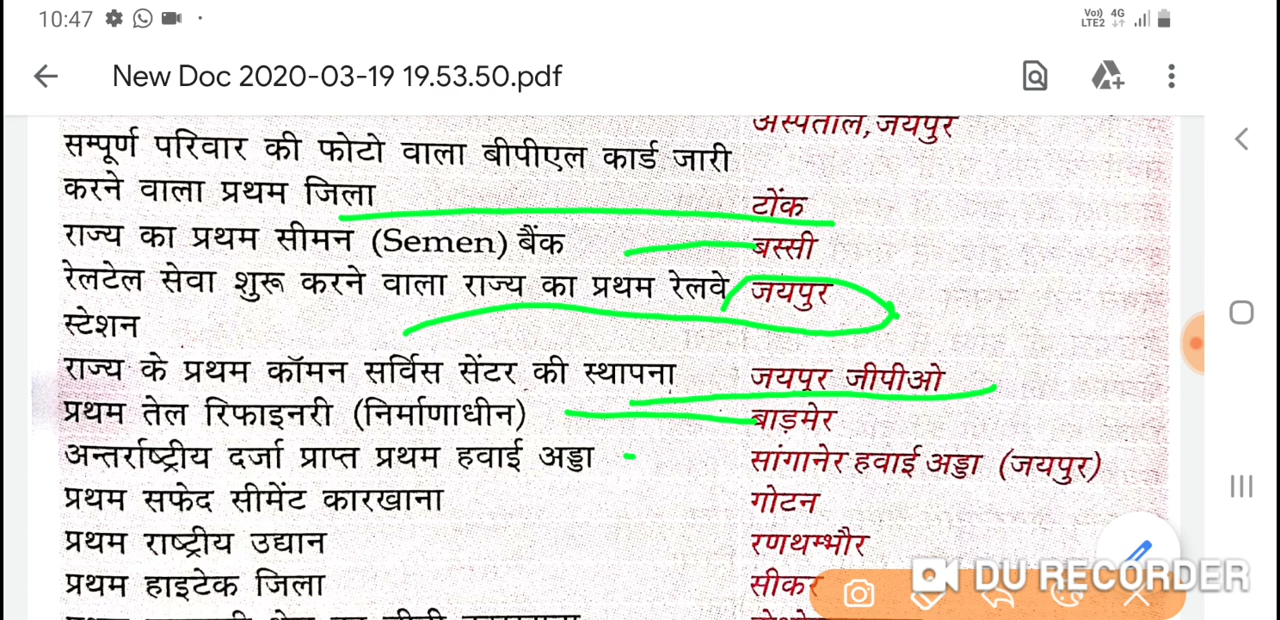 10:47
Vo)) 4G
LTE2
New Doc 2020-03-19 19.53.50.pdf
अस्पताल, जयपुर
सम्पूर्ण परिवार की फोटो वाला बीपीएल कार्ड जारी
करने वाला प्रथम जिला टोंक
राज्य का प्रथम सीमन (Semen) बैंक बस्सी
रेलटेल सेवा शुरू करने वाला राज्य का प्रथम रेलवे जयपुर
स्टेशन
राज्य के प्रथम कॉमन सर्विस सेंटर की स्थापना जयपुर जीपीओ
प्रथम तेल रिफाइनरी (निर्माणाधीन) बाड़मेर
अन्तर्राष्ट्रीय दर्जा प्राप्त प्रथम हवाई अड्डा सांगानेर हवाई अड्डा (जयपुर)
प्रथम सफेद सीमेंट कारखाना गोटन
प्रथम राष्ट्रीय उद्यान रणथम्भौर
प्रथम हाइटेक जिला सीकर
DU RECORDER